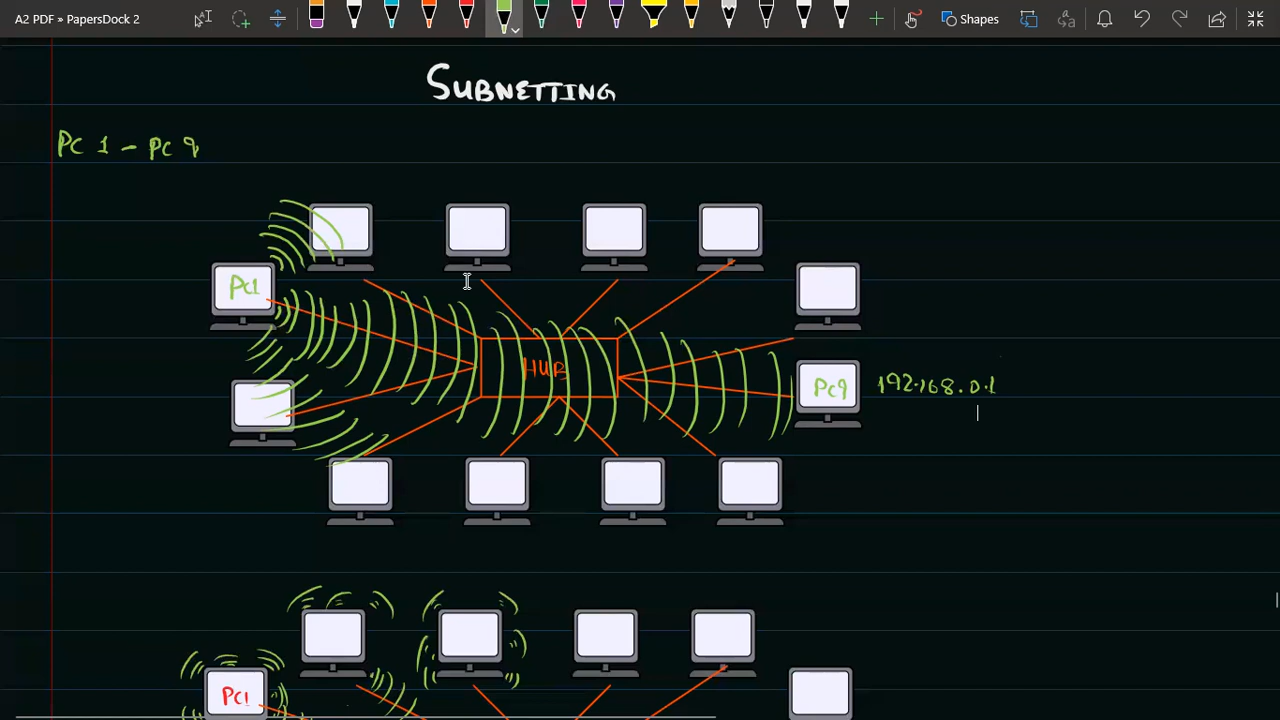 A2 PDF » PapersDock 2
Shapes
SUBNETTING
PC 1 - PC 9
PC1
HUB
PC9 192.168.0.1
PC1